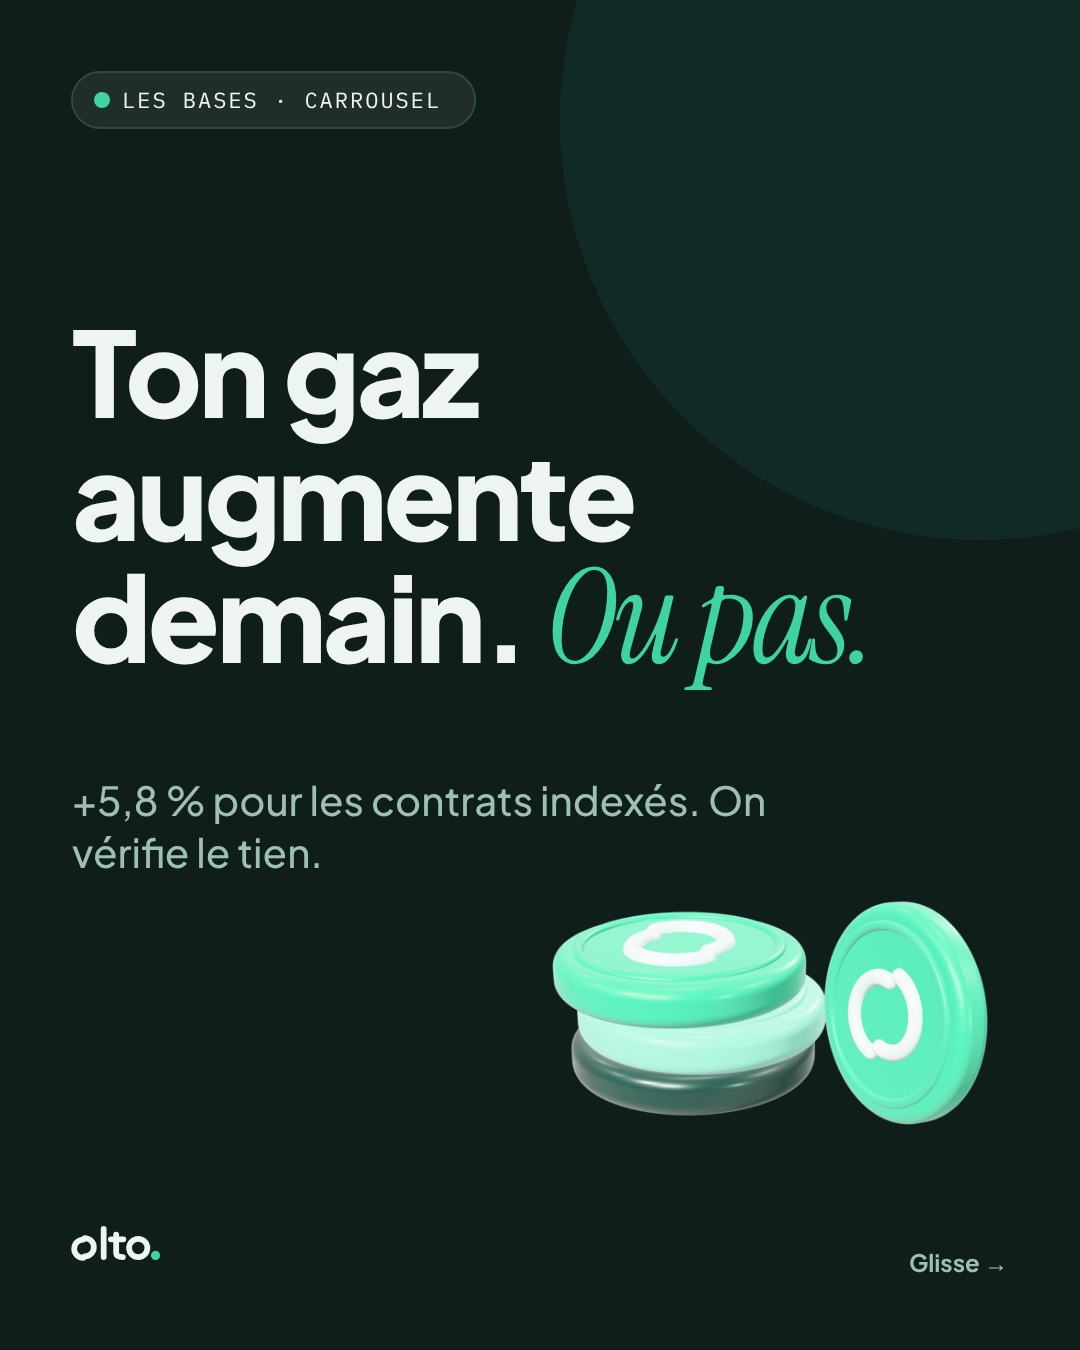 LES BASES · CARROUSEL
Ton gaz
augmente
demain. Ou pas.
+5,8 % pour les contrats indexés. On
vérifie le tien.
olto.
Glisse →